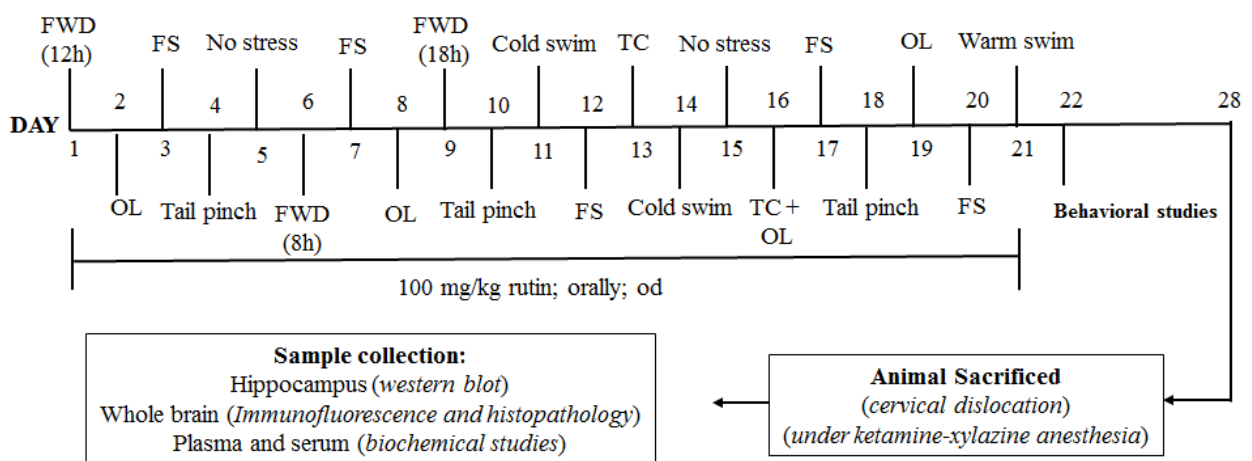 FWD
(12h)
FS
No stress
FS
FWD
(18h)
Cold swim
TC
No stress
FS
OL
Warm swim
2
4
6
8
10
12
14
16
18
20
22
28
DAY
1
3
5
7
9
11
13
15
17
19
21
OL
Tail pinch
FWD
(8h)
OL
Tail pinch
FS
Cold swim
TC +
OL
Tail pinch
FS
Behavioral studies
100 mg/kg rutin; orally; od
Sample collection:
Hippocampus (western blot)
Whole brain (Immunofluorescence and histopathology)
Plasma and serum (biochemical studies)
Animal Sacrificed
(cervical dislocation)
(under ketamine-xylazine anesthesia)